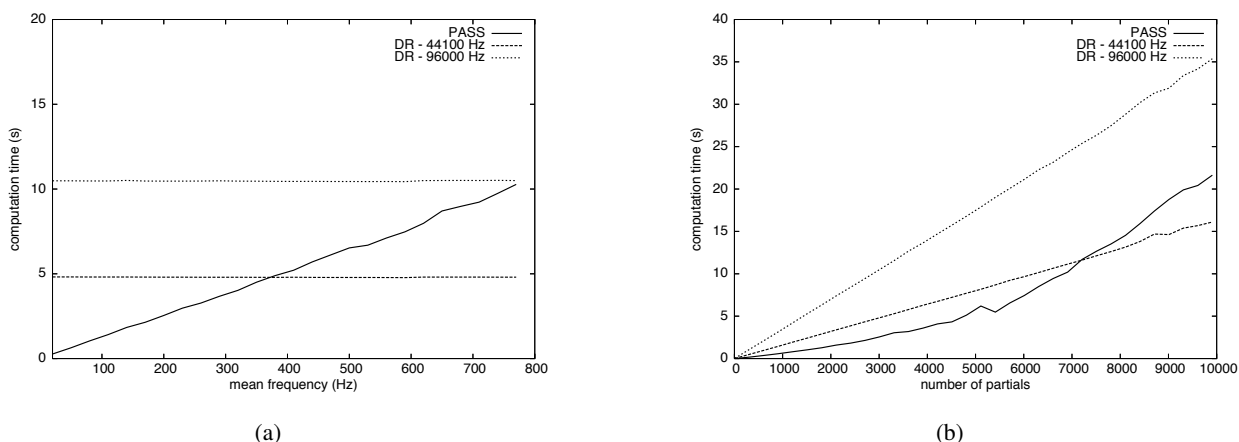 20
15
10
5
0
computation time (s)
100
200
300
400
500
600
700
800
mean frequency (Hz)
PASS
DR - 44100 Hz
DR - 96000 Hz
(a)
40
35
30
25
20
15
10
5
0
computation time (s)
0
1000
2000
3000
4000
5000
6000
7000
8000
9000
10000
number of partials
PASS
DR - 44100 Hz
DR - 96000 Hz
(b)